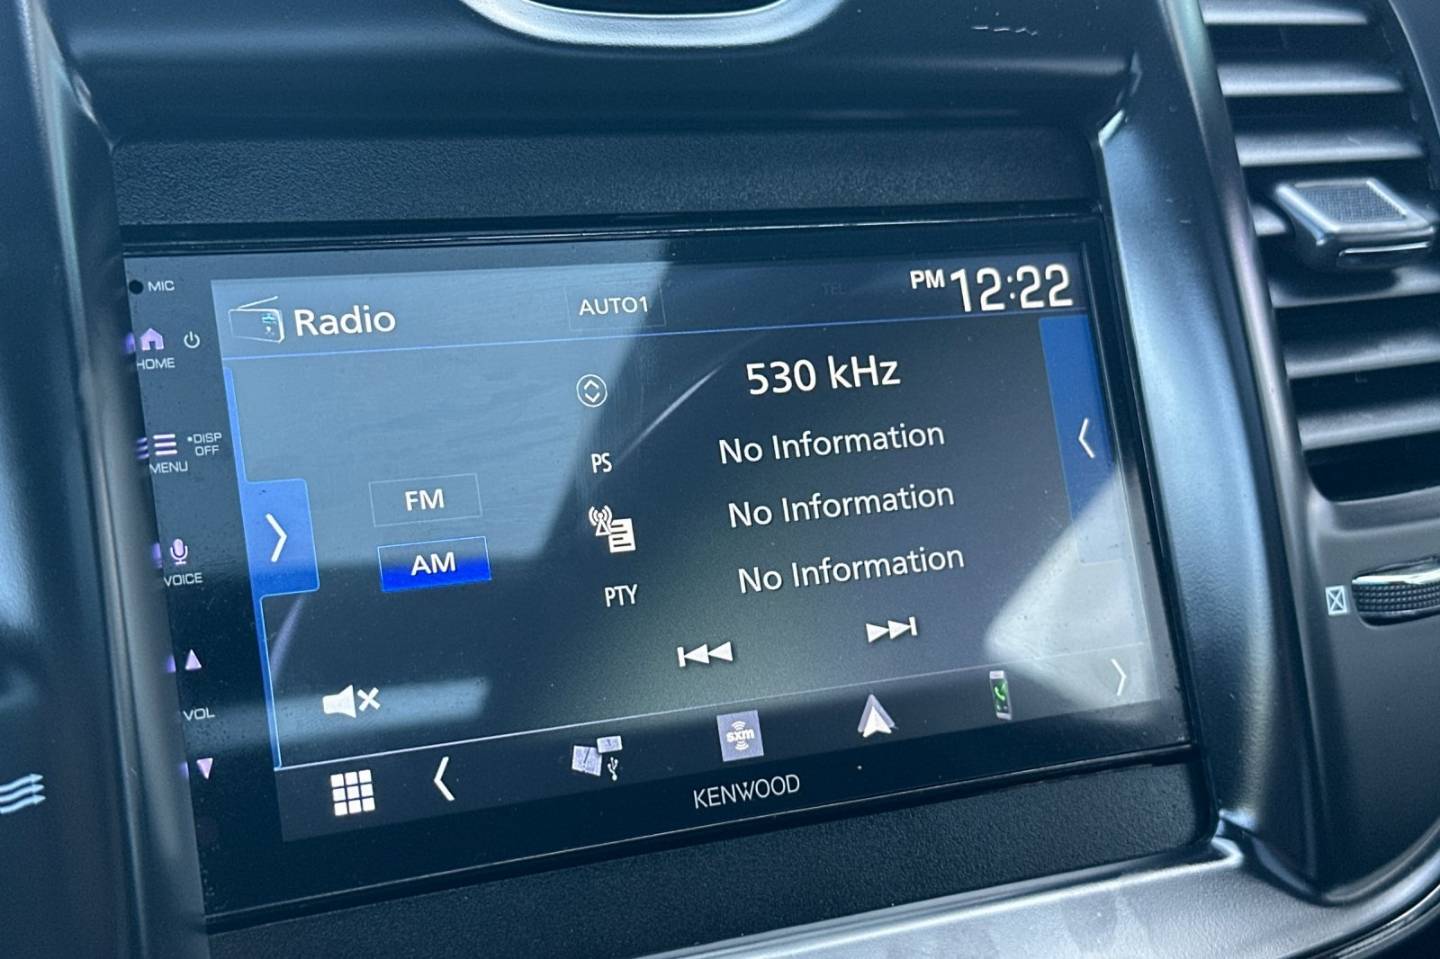 MIC
Radio
AUTO1
TEL
PM 12:22
HOME
530 kHz
•DISP
OFF
MENU
PS
No Information
FM
No Information
AM
VOICE
PTY
No Information
VOL
sxm
KENWOOD